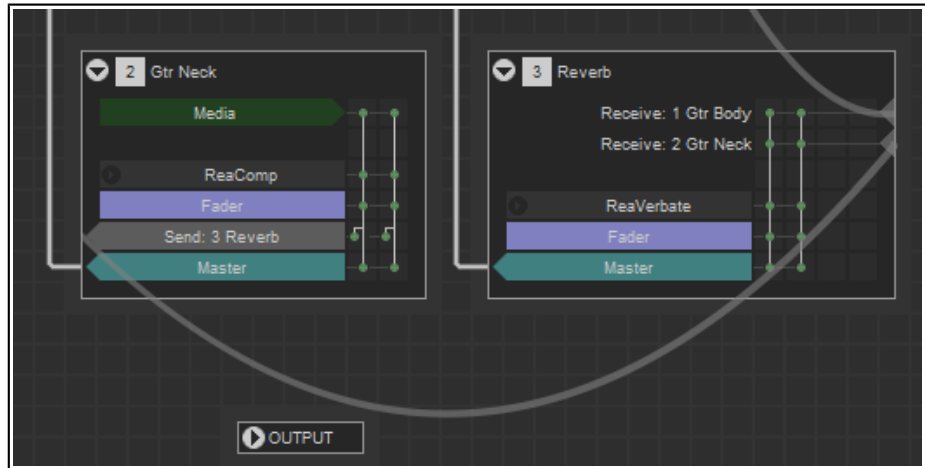 2 Gtr Neck
Media
ReaComp
Fader
Send: 3 Reverb
Master
3 Reverb
Receive: 1 Gtr Body
Receive: 2 Gtr Neck
ReaVerbate
Fader
Master
OUTPUT